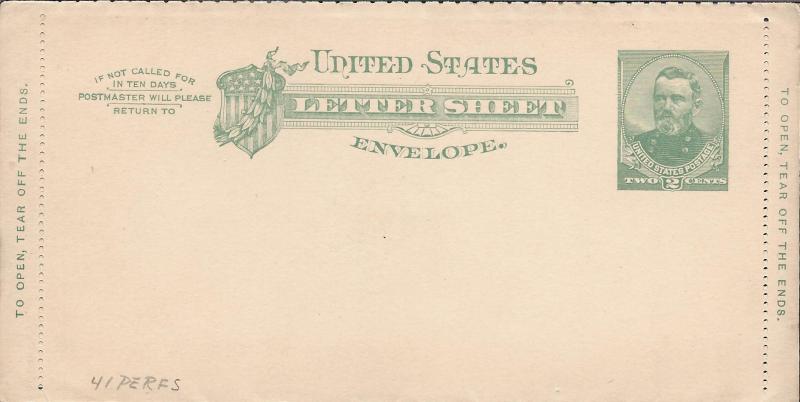 TO OPEN, TEAR OFF THE ENDS.
IF NOT CALLED FOR
IN TEN DAYS
POSTMASTER WILL PLEASE
RETURN TO
UNITED STATES
LETTER SHEET
ENVELOPE.
UNITED STATES POSTAGE
TWO 2 CENTS
TO OPEN, TEAR OFF THE ENDS.
41 PERFS